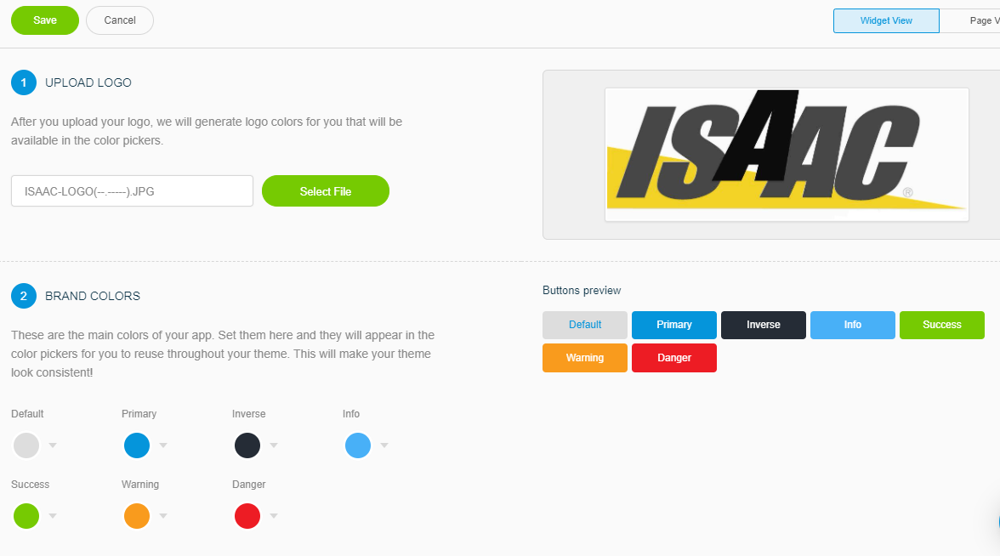 Save
Cancel
Widget View
Page V
1
UPLOAD LOGO
After you upload your logo, we will generate logo colors for you that will be
available in the color pickers.
ISAAC-LOGO(--.-----).JPG
Select File
ISAAC®
2
BRAND COLORS
These are the main colors of your app. Set them here and they will appear in the
color pickers for you to reuse throughout your theme. This will make your theme
look consistent!
Buttons preview
Default
Primary
Inverse
Info
Success
Warning
Danger
Default
Primary
Inverse
Info
Success
Warning
Danger